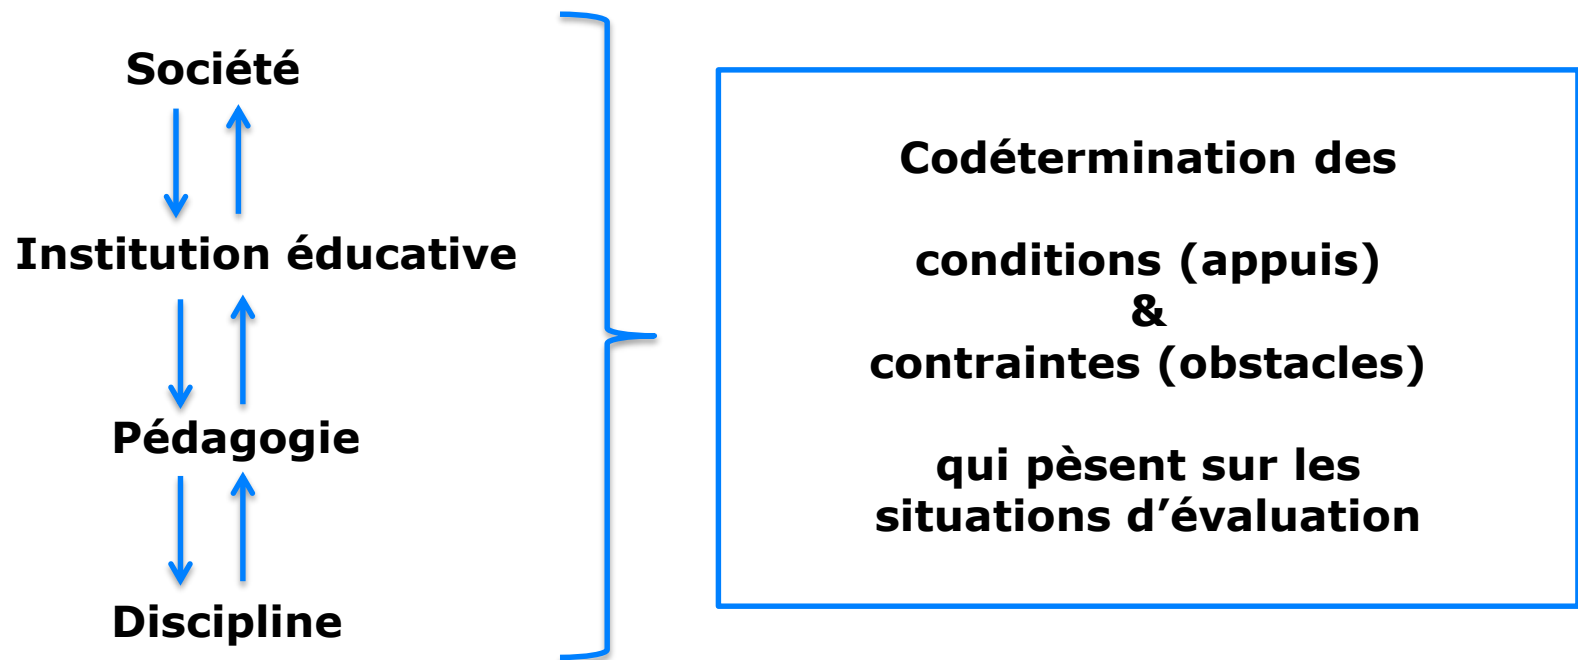 Société
Institution éducative
Pédagogie
Discipline
Codétermination des
conditions (appuis)
&
contraintes (obstacles)
qui pèsent sur les
situations d’évaluation